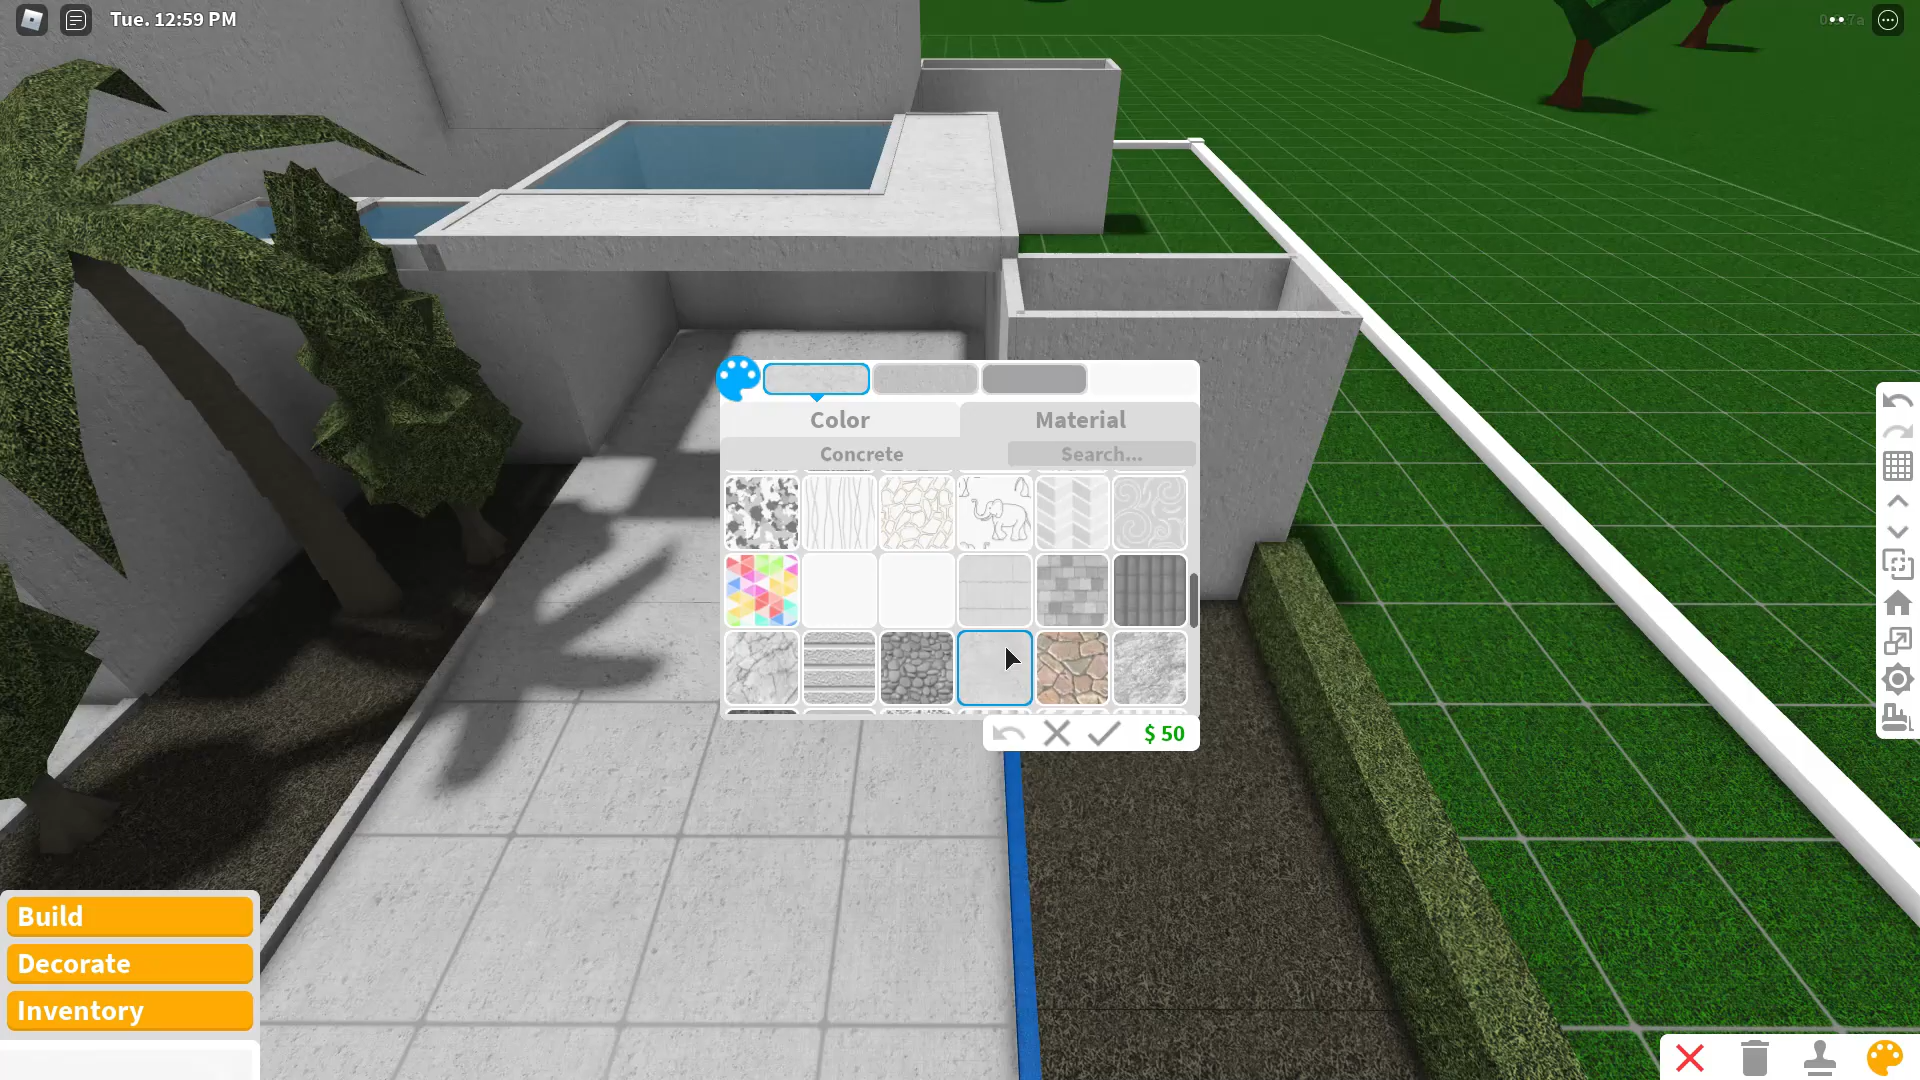 Tue. 12:59 PM
Color
Material
Concrete
Search...
$ 50
Build
Decorate
Inventory